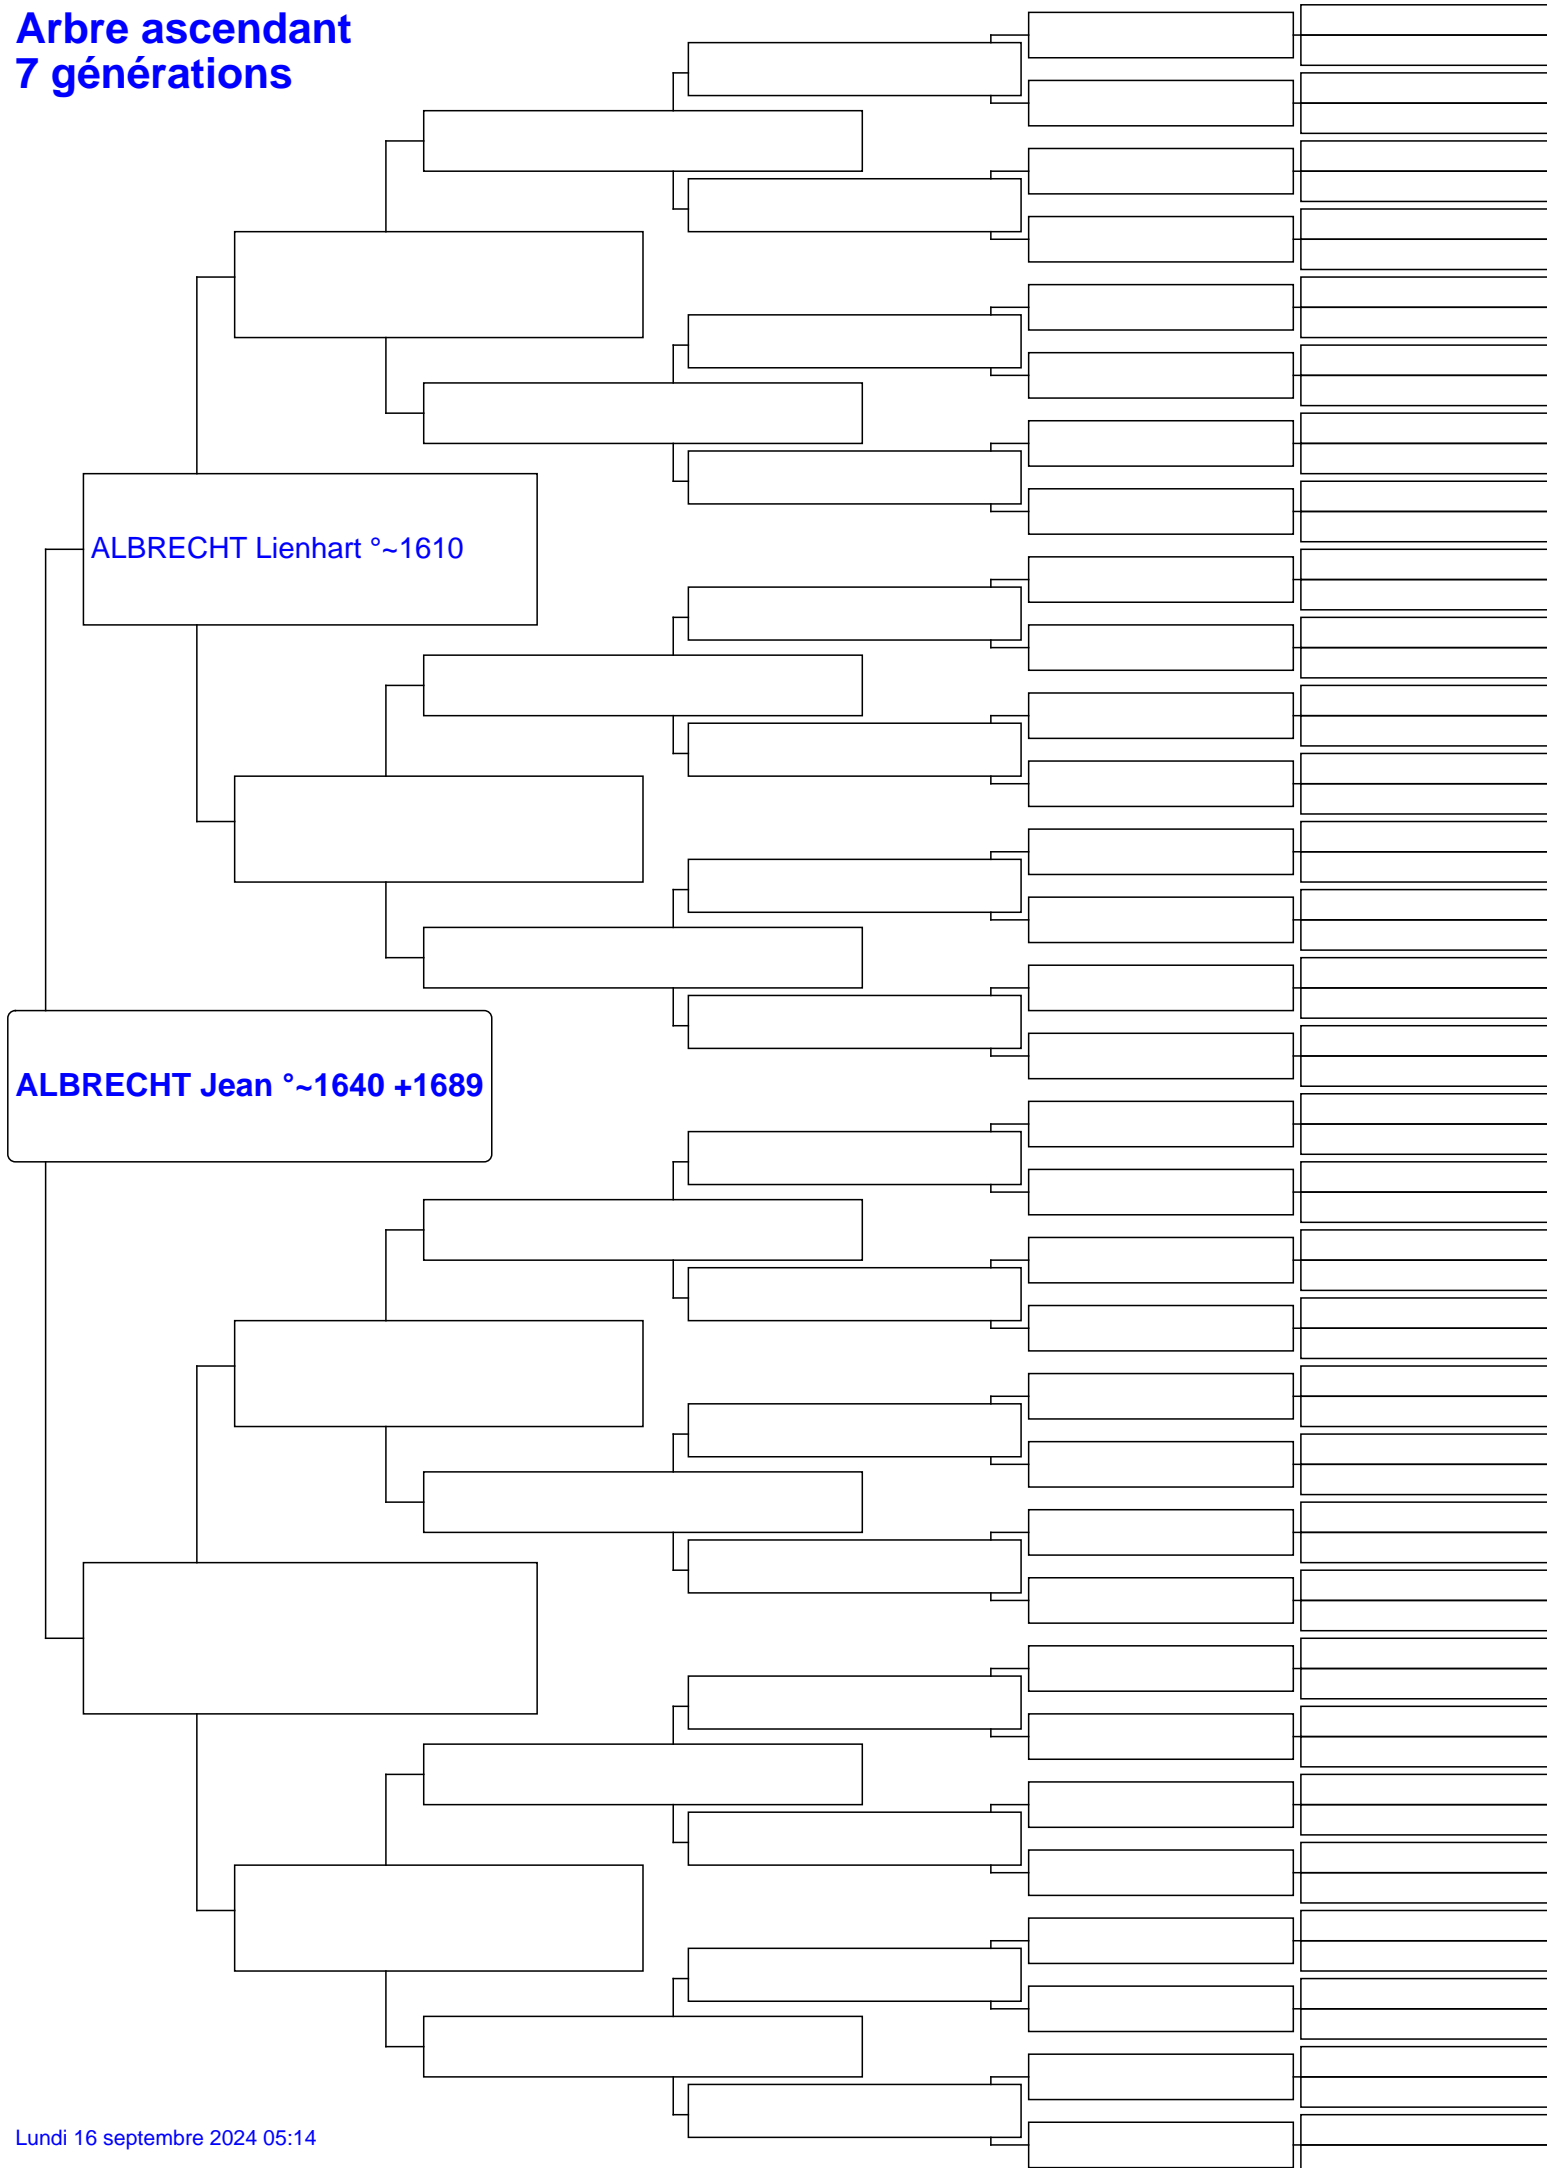 Arbre ascendant
7 générations
ALBRECHT Lienhart °~1610
ALBRECHT Jean °~1640 +1689
Lundi 16 septembre 2024 05:14